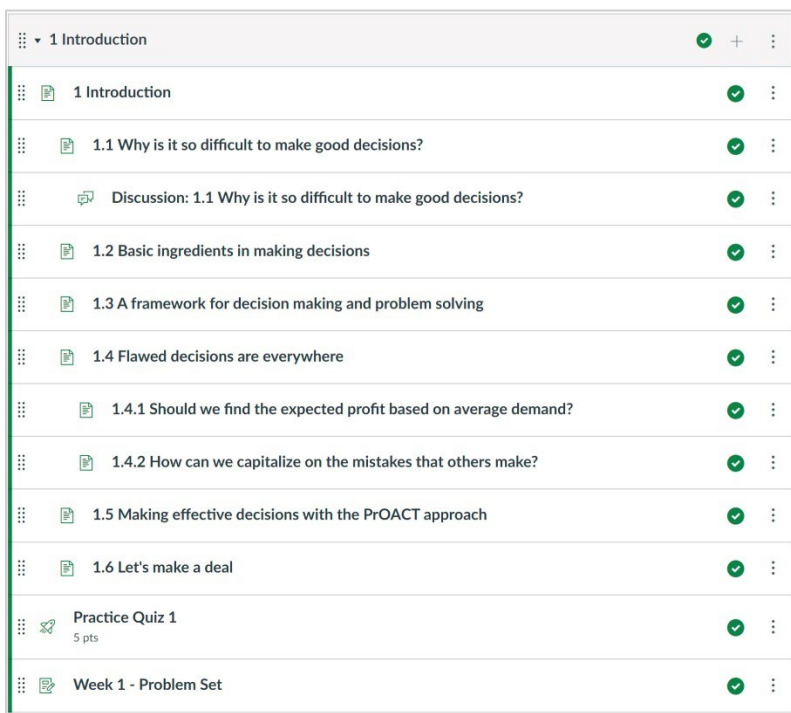 1 Introduction
1 Introduction
1.1 Why is it so difficult to make good decisions?
Discussion: 1.1 Why is it so difficult to make good decisions?
1.2 Basic ingredients in making decisions
1.3 A framework for decision making and problem solving
1.4 Flawed decisions are everywhere
1.4.1 Should we find the expected profit based on average demand?
1.4.2 How can we capitalize on the mistakes that others make?
1.5 Making effective decisions with the PrOACT approach
1.6 Let's make a deal
Practice Quiz 1
5 pts
Week 1 - Problem Set